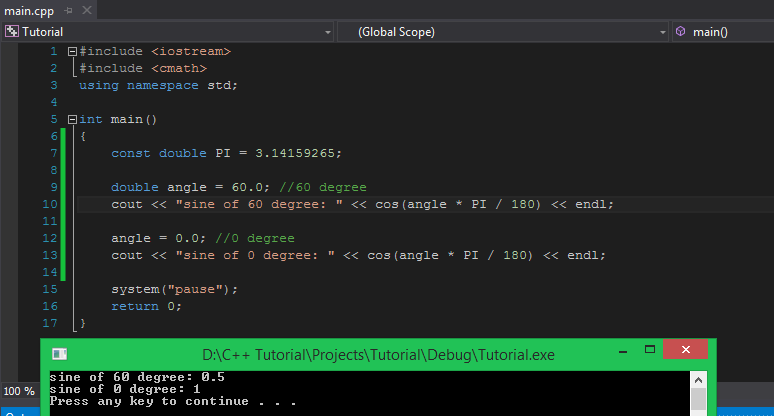 main.cpp
Tutorial (Global Scope) main()
1 #include <iostream>
2 #include <cmath>
3 using namespace std;
4
5 int main()
6 {
7 const double PI = 3.14159265;
8
9 double angle = 60.0; //60 degree
10 cout << "sine of 60 degree: " << cos(angle * PI / 180) << endl;
11
12 angle = 0.0; //0 degree
13 cout << "sine of 0 degree: " << cos(angle * PI / 180) << endl;
14
15 system("pause");
16 return 0;
17 }
D:\C++ Tutorial\Projects\Tutorial\Debug\Tutorial.exe
sine of 60 degree: 0.5
sine of 0 degree: 1
Press any key to continue . . .
100 %